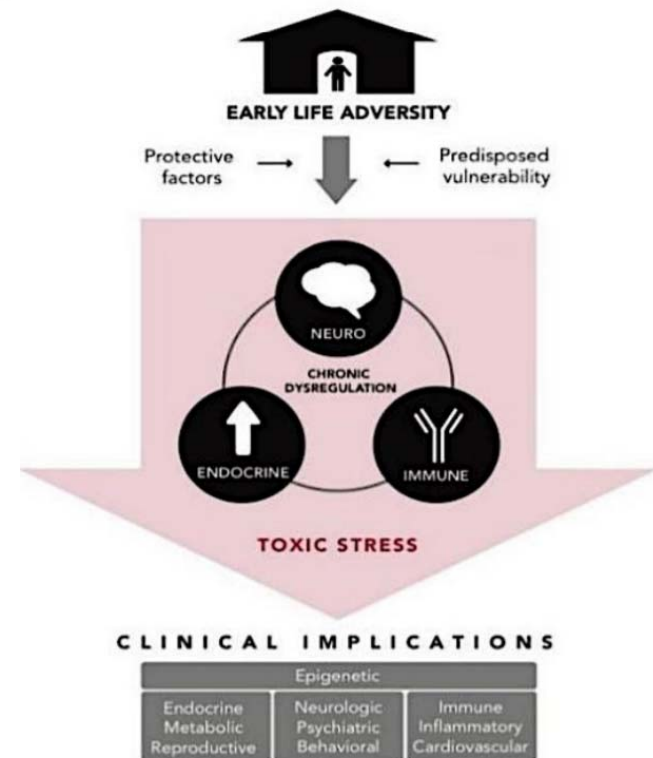 EARLY LIFE ADVERSITY
Protective
factors
Predisposed
vulnerability
NEURO
CHRONIC
DYSREGULATION
ENDOCRINE
IMMUNE
TOXIC STRESS
CLINICAL IMPLICATIONS
Epigenetic
Endocrine
Metabolic
Reproductive
Neurologic
Psychiatric
Behavioral
Immune
Inflammatory
Cardiovascular